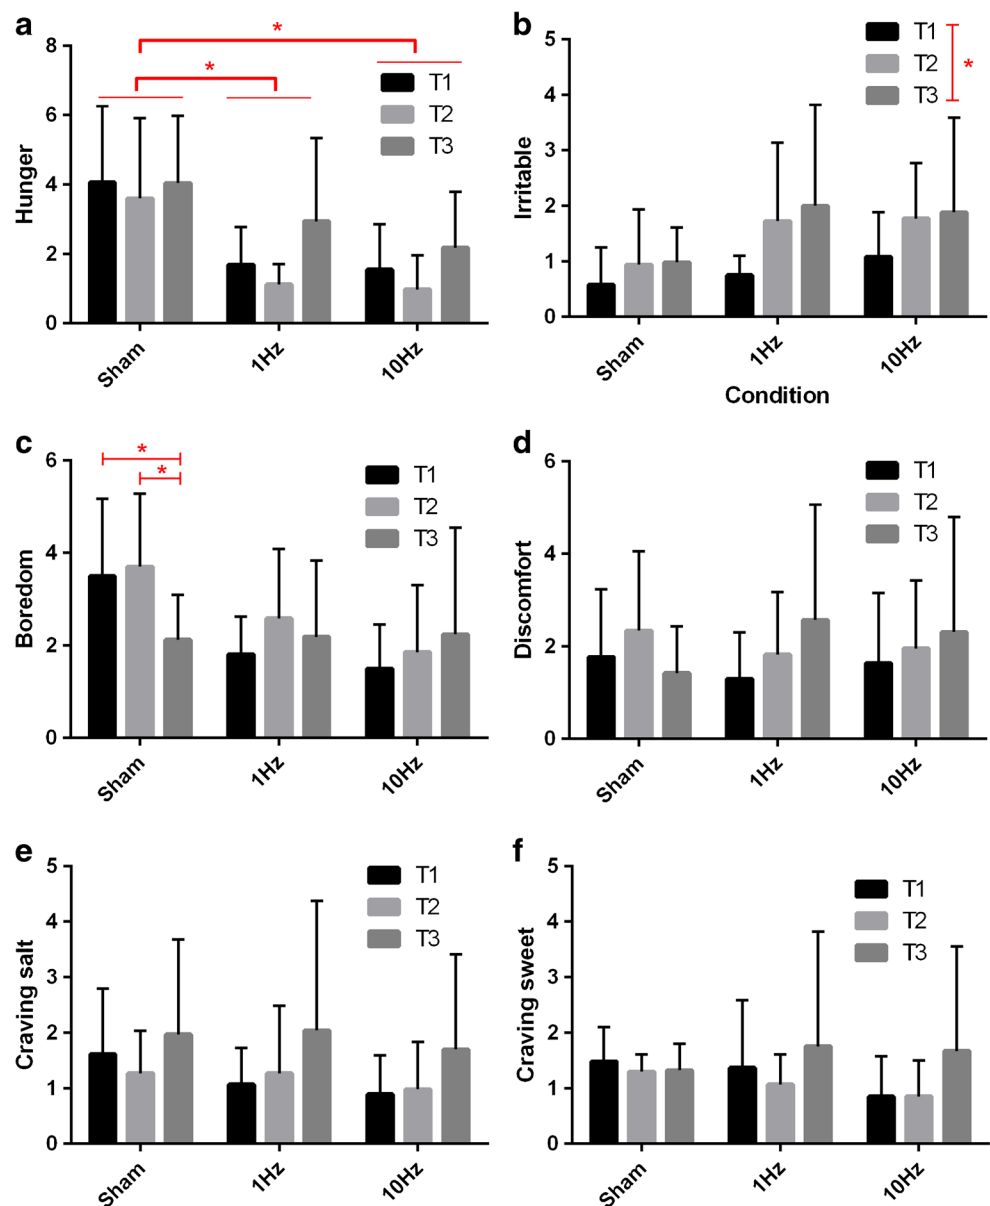 a
*
*
Hunger
8
6
4
2
0
T1
T2
T3
Sham
1Hz
10Hz
b
*
Irritable
5
4
3
2
1
0
T1
T2
T3
Sham
1Hz
10Hz
Condition
c
*
*
Boredom
6
4
2
0
T1
T2
T3
Sham
1Hz
10Hz
d
Discomfort
6
4
2
0
T1
T2
T3
Sham
1Hz
10Hz
e
Craving salt
5
4
3
2
1
0
T1
T2
T3
Sham
1Hz
10Hz
f
Craving sweet
5
4
3
2
1
0
T1
T2
T3
Sham
1Hz
10Hz